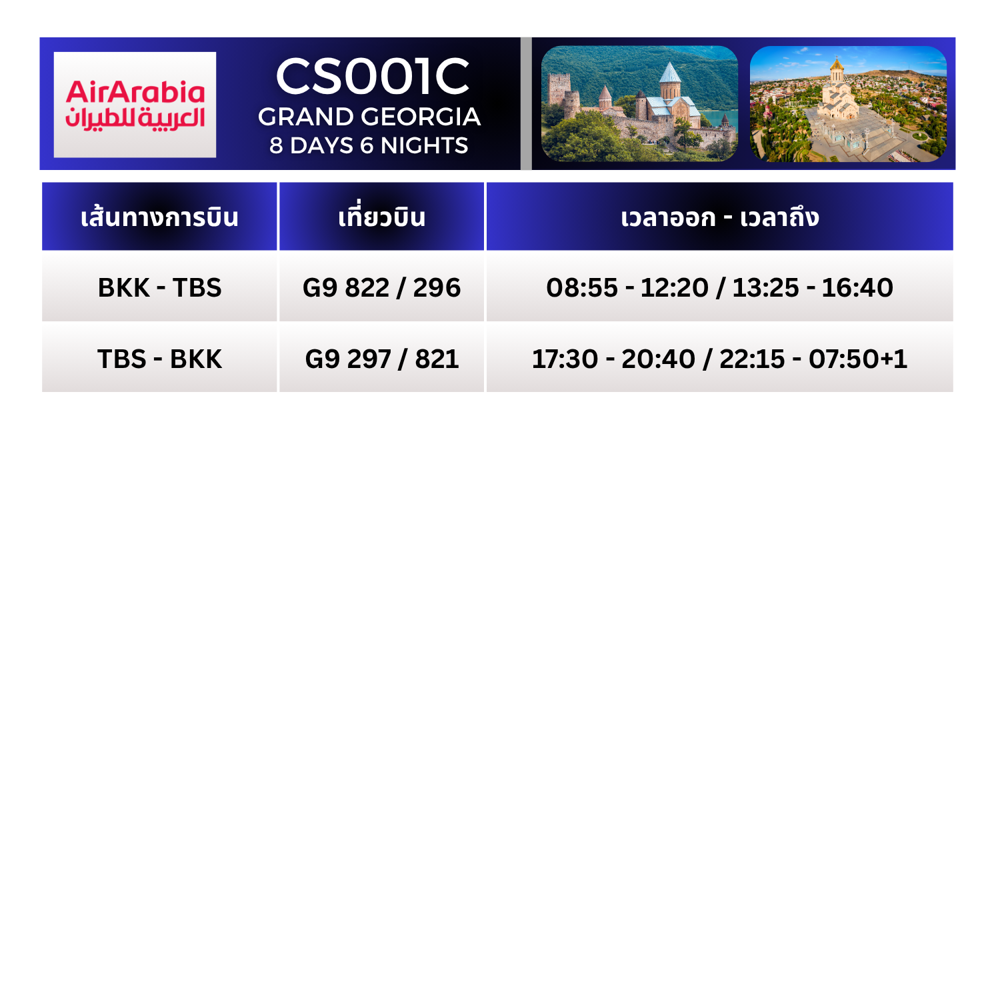 AirArabia
العربية للطيران
CS001C
GRAND GEORGIA
8 DAYS 6 NIGHTS
เส้นทางการบิน เที่ยวบิน เวลาออก - เวลาถึง
BKK - TBS G9 822 / 296 08:55 - 12:20 / 13:25 - 16:40
TBS - BKK G9 297 / 821 17:30 - 20:40 / 22:15 - 07:50+1